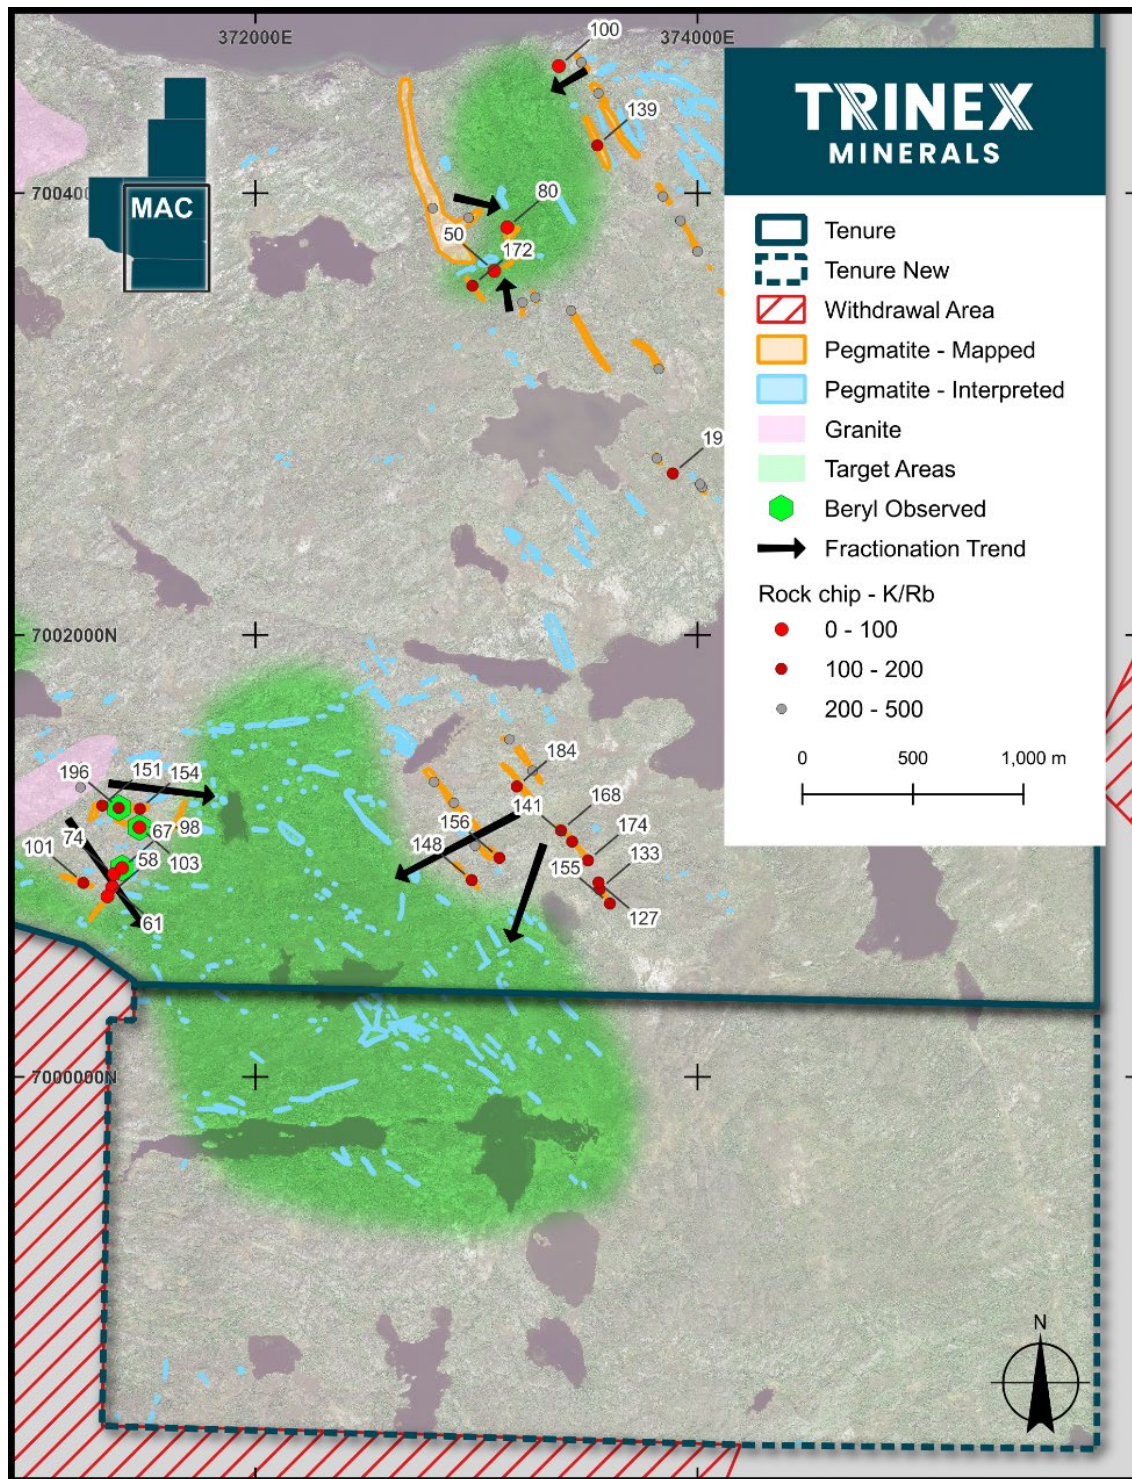 372000E
374000E
100
TRINEX
MINERALS
139
7004
MAC
80
50
172
Tenure
Tenure New
Withdrawal Area
Pegmatite - Mapped
Pegmatite - Interpreted
Granite
Target Areas
Beryl Observed
Fractionation Trend
Rock chip - K/Rb
0 - 100
100 - 200
200 - 500
0 500 1,000 m
19
7002000N
184
196 151 154
141 168
74 67 98
156 174
101 58 103
148 155 133
61
127
7000000N
N